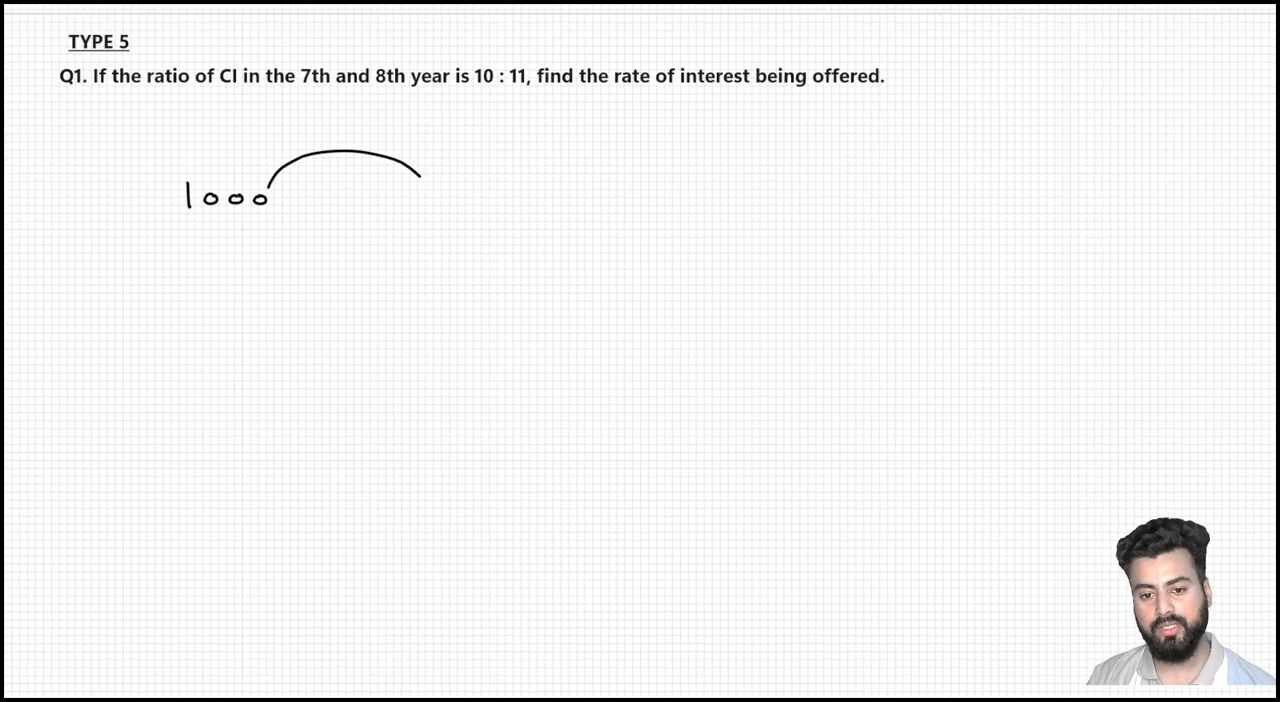 TYPE 5
Q1. If the ratio of CI in the 7th and 8th year is 10 : 11, find the rate of interest being offered.
1000